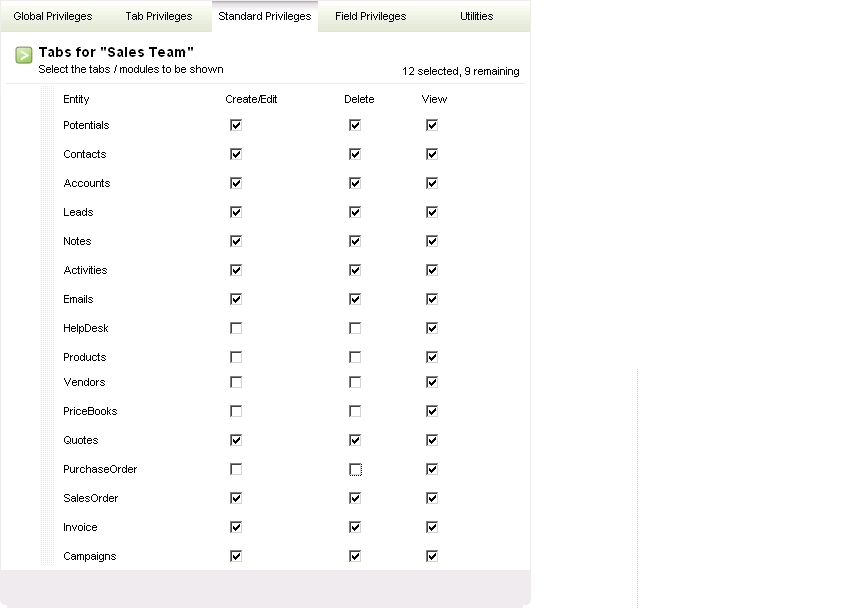 Global Privileges Tab Privileges Standard Privileges Field Privileges Utilities
Tabs for "Sales Team"
Select the tabs / modules to be shown 12 selected, 9 remaining
Entity Create/Edit Delete View
Potentials
Contacts
Accounts
Leads
Notes
Activities
Emails
HelpDesk
Products
Vendors
PriceBooks
Quotes
PurchaseOrder
SalesOrder
Invoice
Campaigns